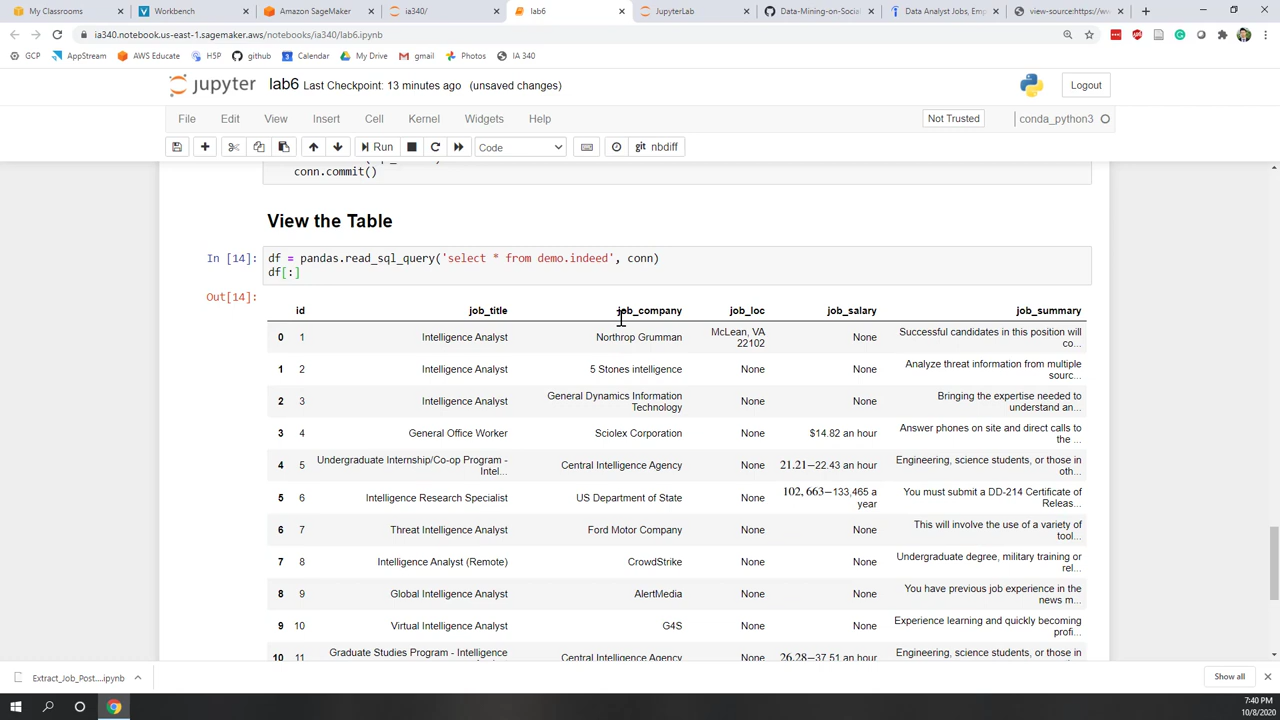 My Classrooms
Workbench
Amazon SageMaker
ia340/
lab6
JupyterLab
Data-Mining-on-Social
Data Analyst Jobs, Emp
view-source:https://ww
ia340.notebook.us-east-1.sagemaker.aws/notebooks/ia340/lab6.ipynb
GCP AppStream AWS Educate H5P github Calendar My Drive gmail Photos IA 340
jupyter lab6 Last Checkpoint: 13 minutes ago (unsaved changes) Logout
File Edit View Insert Cell Kernel Widgets Help Not Trusted conda_python3
Run Code git nbdiff
conn.commit()
View the Table
In [14]: df = pandas.read_sql_query('select * from demo.indeed', conn)
df[:]
Out[14]:
id job_title job_company job_loc job_salary job_summary
0 1 Intelligence Analyst Northrop Grumman McLean, VA 22102 None Successful candidates in this position will co...
1 2 Intelligence Analyst 5 Stones intelligence None None Analyze threat information from multiple sourc...
2 3 Intelligence Analyst General Dynamics Information Technology None None Bringing the expertise needed to understand an...
3 4 General Office Worker Sciolex Corporation None $14.82 an hour Answer phones on site and direct calls to the ...
4 5 Undergraduate Internship/Co-op Program - Intel... Central Intelligence Agency None 21.21−22.43 an hour Engineering, science students, or those in oth...
5 6 Intelligence Research Specialist US Department of State None 102,663−133,465 a year You must submit a DD-214 Certificate of Releas...
6 7 Threat Intelligence Analyst Ford Motor Company None None This will involve the use of a variety of tool...
7 8 Intelligence Analyst (Remote) CrowdStrike None None Undergraduate degree, military training or rel...
8 9 Global Intelligence Analyst AlertMedia None None You have previous job experience in the news m...
9 10 Virtual Intelligence Analyst G4S None None Experience learning and quickly becoming profi...
10 11 Graduate Studies Program - Intelligence Central Intelligence Agency None 26.28−37.51 an hour Engineering, science students, or those in
Extract_Job_Post....ipynb Show all
7:40 PM
10/8/2020